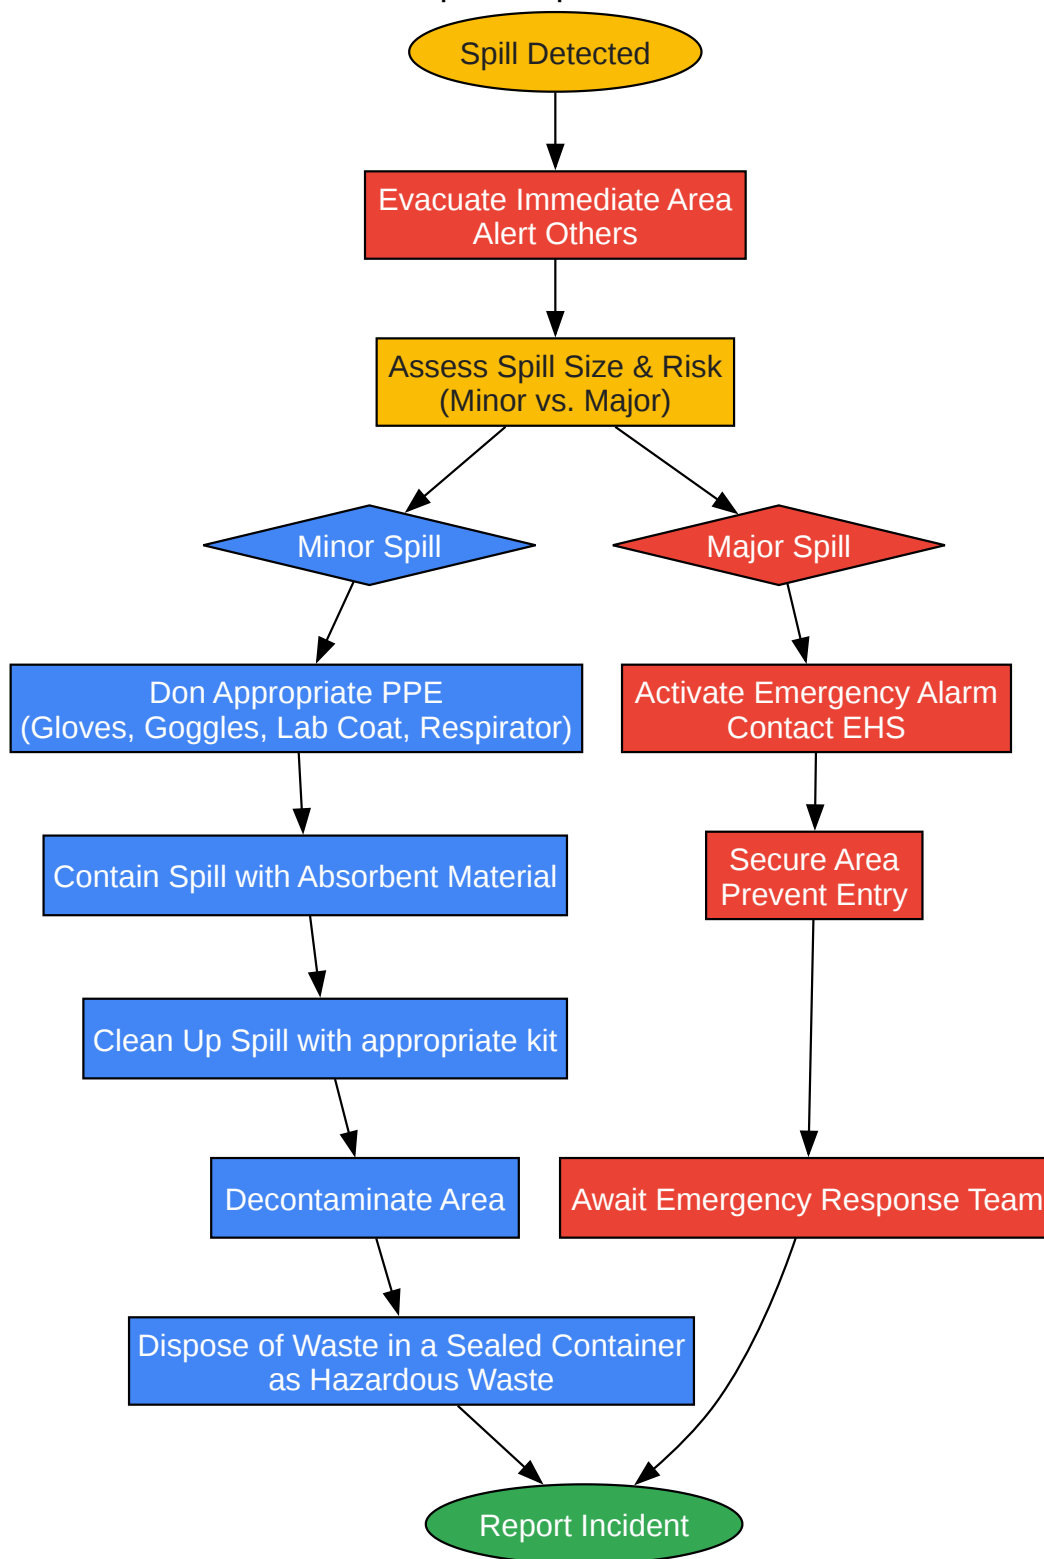 Spill Detected
Evacuate Immediate Area
Alert Others
Assess Spill Size & Risk
(Minor vs. Major)
Minor Spill
Major Spill
Don Appropriate PPE
(Gloves, Goggles, Lab Coat, Respirator)
Activate Emergency Alarm
Contact EHS
Contain Spill with Absorbent Material
Secure Area
Prevent Entry
Clean Up Spill with appropriate kit
Decontaminate Area
Await Emergency Response Team
Dispose of Waste in a Sealed Container
as Hazardous Waste
Report Incident